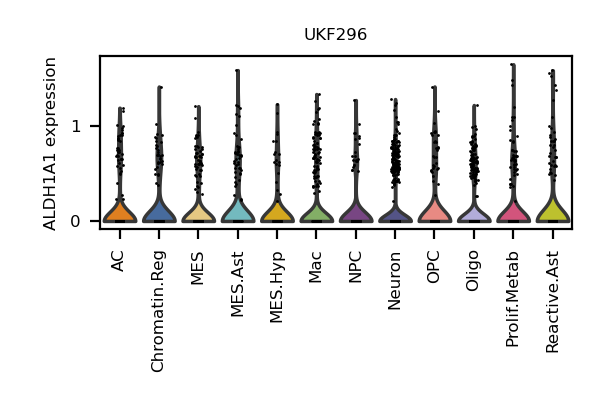 UKF296
ALDH1A1 expression
1
0
AC
Chromatin.Reg
MES
MES.Ast
MES.Hyp
Mac
NPC
Neuron
OPC
Oligo
Prolif.Metab
Reactive.Ast